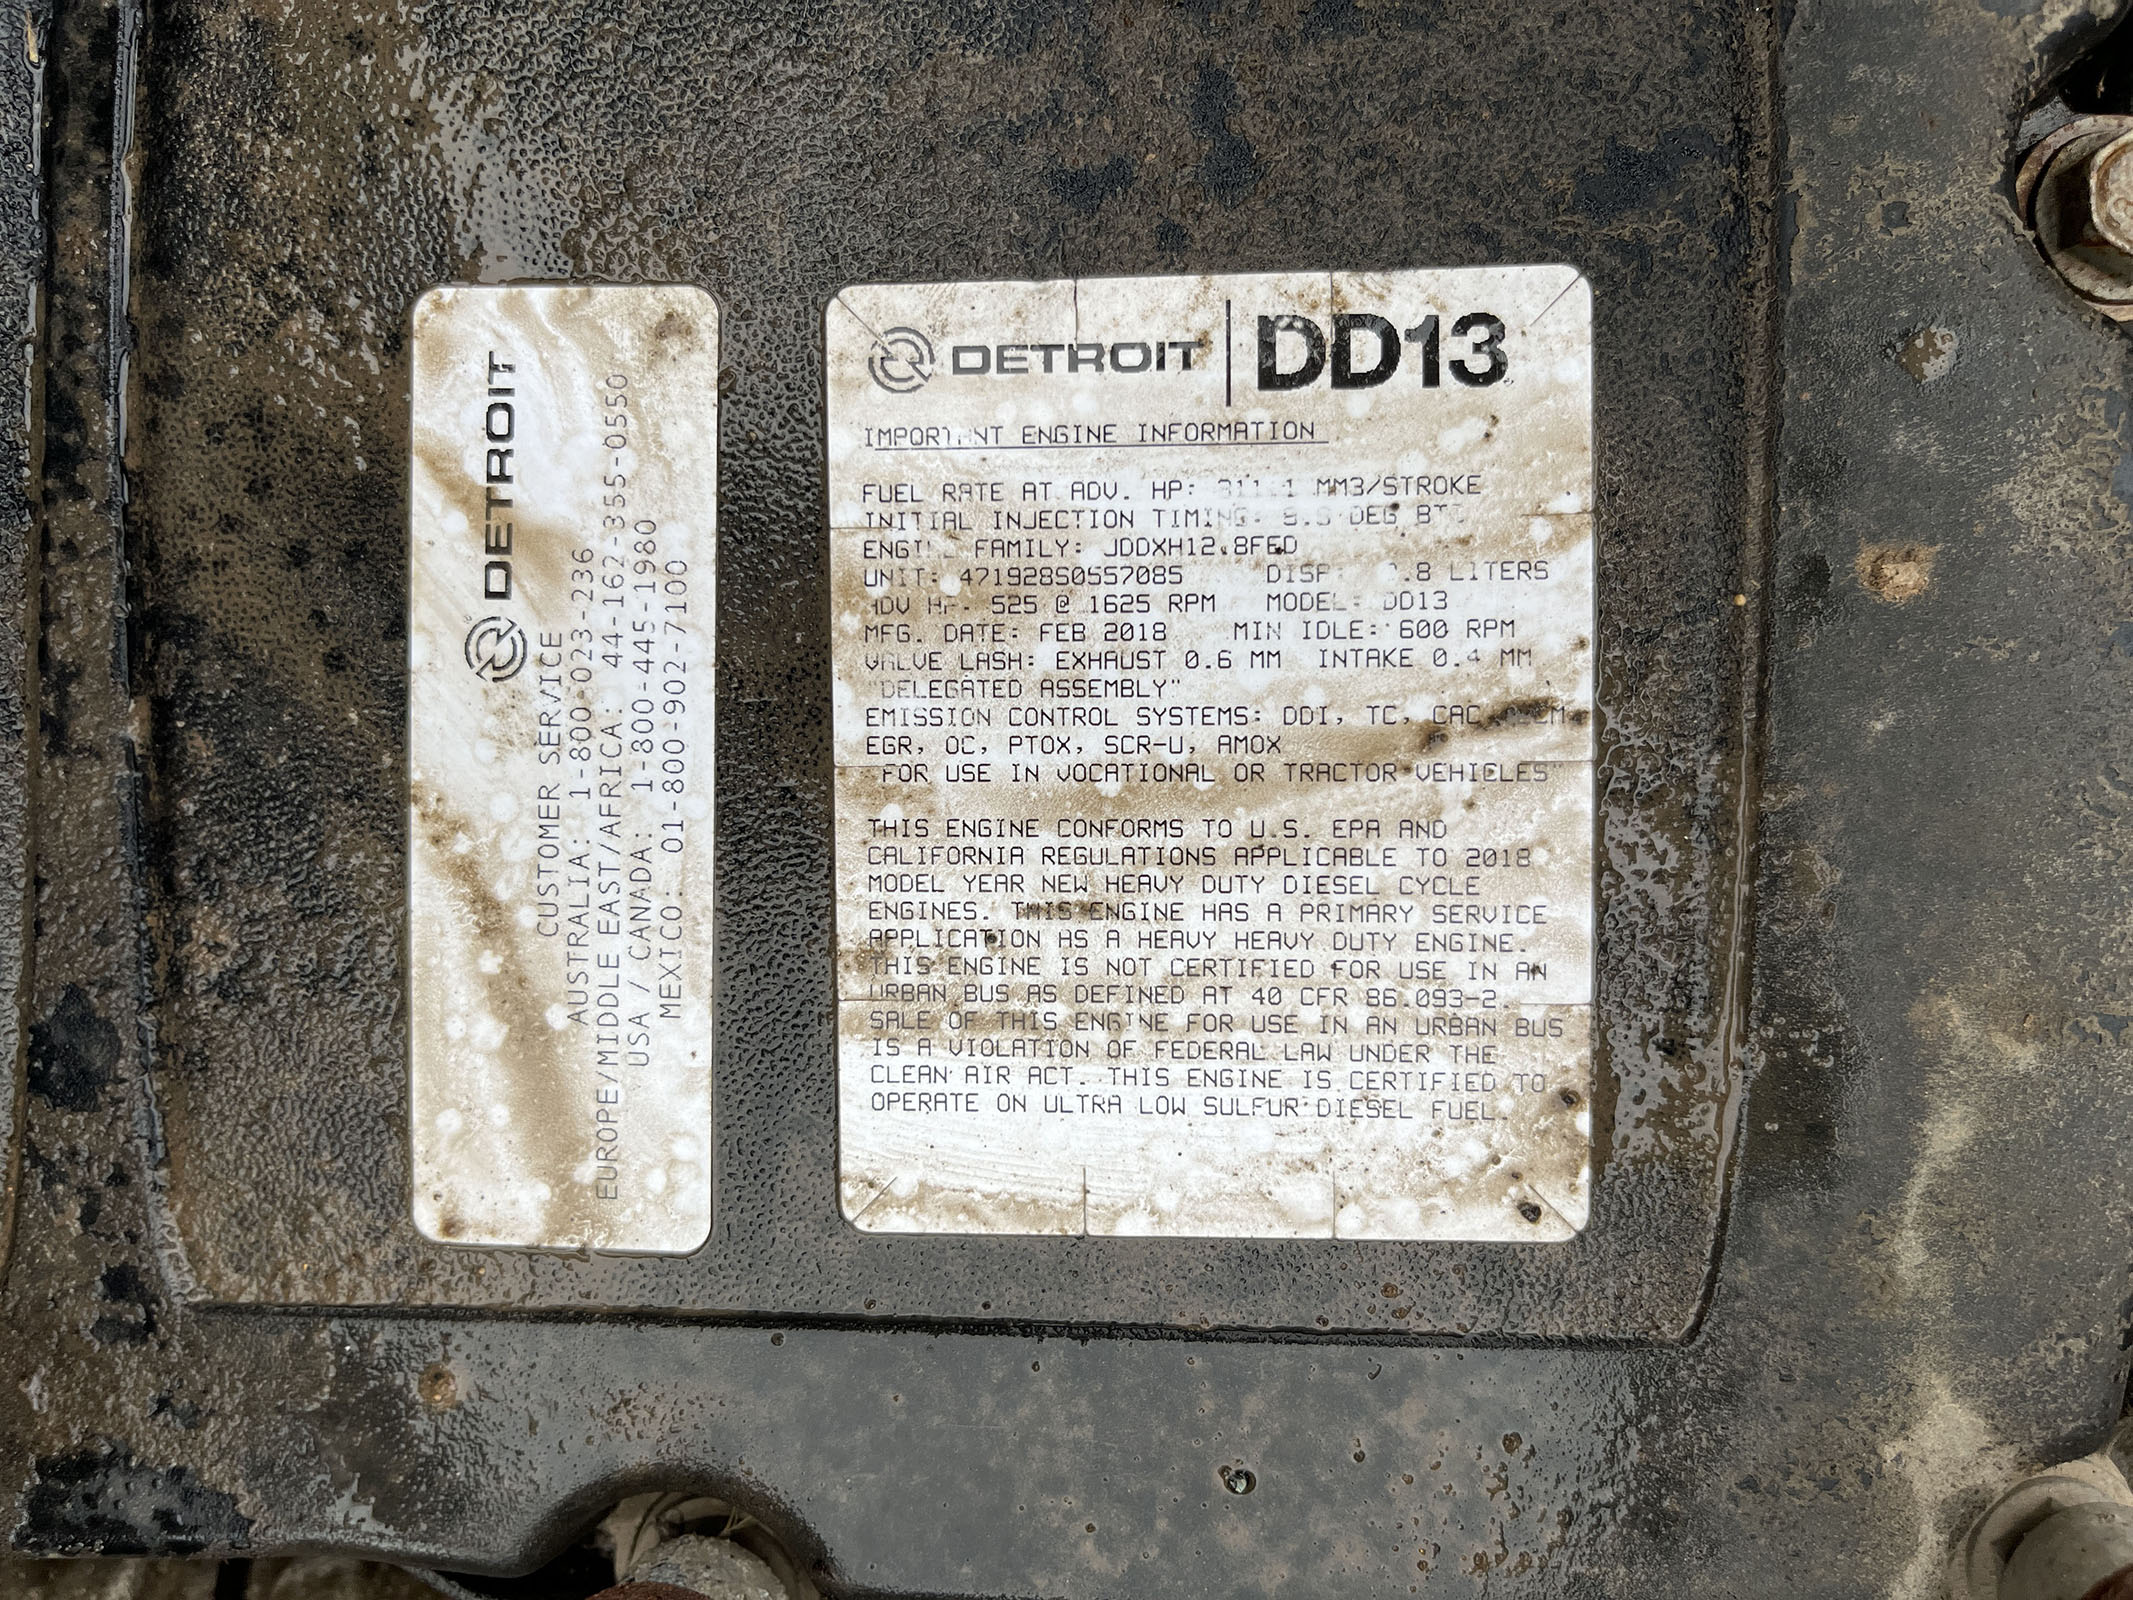 DETROIT
CUSTOMER SERVICE
AUSTRALIA: 1-800-023-236
EUROPE/MIDDLE EAST/AFRICA: 44-162-355-0550
USA / CANADA: 1-800-445-1980
MEXICO: 01-800-902-7100
DETROIT DD13
IMPORTANT ENGINE INFORMATION
FUEL RATE AT ADV. HP: MM3/STROKE
INITIAL INJECTION TIMING: DEG
ENGINE FAMILY: JDDXH12.8FED
UNIT: 471928S0557085 LITERS
ADV HP. 525 @ 1625 RPM MODEL: DD13
MFG. DATE: FEB 2018 MIN IDLE: 600 RPM
VALVE LASH: EXHAUST 0.6 MM INTAKE 0.4 MM
"DELEGATED ASSEMBLY"
EMISSION CONTROL SYSTEMS: DDI, TC, CAC
EGR, OC, PTOX, SCR-U, AMOX
"FOR USE IN VOCATIONAL OR TRACTOR VEHICLES"
THIS ENGINE CONFORMS TO U.S. EPA AND
CALIFORNIA REGULATIONS APPLICABLE TO 2018
MODEL YEAR NEW HEAVY DUTY DIESEL CYCLE
ENGINES. THIS ENGINE HAS A PRIMARY SERVICE
APPLICATION AS A HEAVY HEAVY DUTY ENGINE.
THIS ENGINE IS NOT CERTIFIED FOR USE IN AN
URBAN BUS AS DEFINED AT 40 CFR 86.093-2.
SALE OF THIS ENGINE FOR USE IN AN URBAN BUS
IS A VIOLATION OF FEDERAL LAW UNDER THE
CLEAN AIR ACT. THIS ENGINE IS CERTIFIED TO
OPERATE ON ULTRA LOW SULFUR DIESEL FUEL.